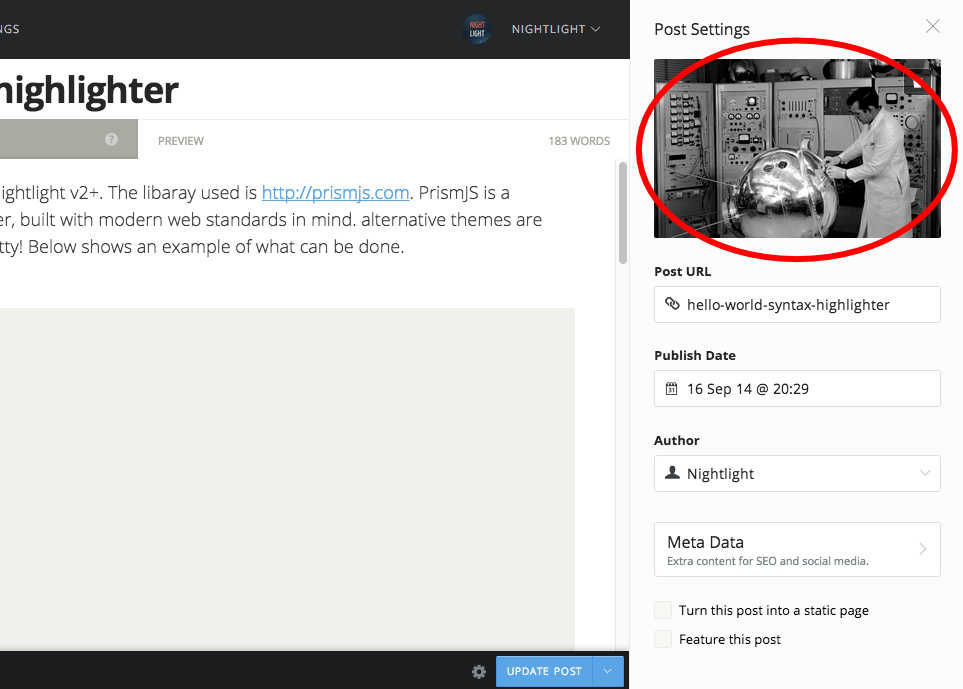 NGS
NIGHT
LIGHT
NIGHTLIGHT
nighlighter
?
PREVIEW
183 WORDS
ightlight v2+. The libaray used is http://prismjs.com. PrismJS is a
er, built with modern web standards in mind. alternative themes are
tty! Below shows an example of what can be done.
UPDATE POST
Post Settings
Post URL
hello-world-syntax-highlighter
Publish Date
31
16 Sep 14 @ 20:29
Author
Nightlight
Meta Data
Extra content for SEO and social media.
Turn this post into a static page
Feature this post